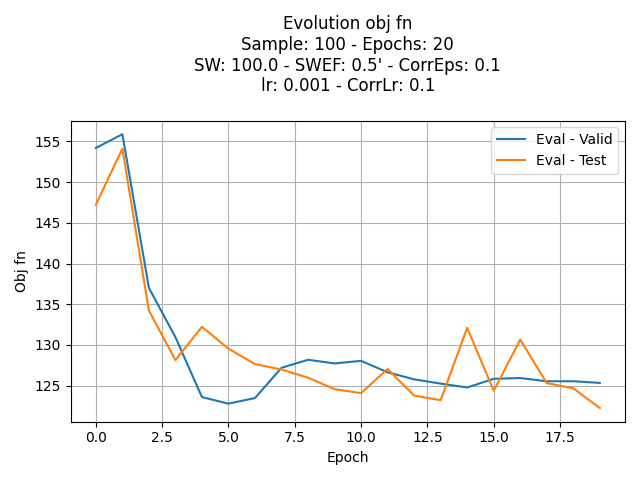 Evolution obj fn
Sample: 100 - Epochs: 20
SW: 100.0 - SWEF: 0.5' - CorrEps: 0.1
lr: 0.001 - CorrLr: 0.1
Eval - Valid
Eval - Test
155
150
145
140
135
130
125
Obj fn
0.0 2.5 5.0 7.5 10.0 12.5 15.0 17.5
Epoch